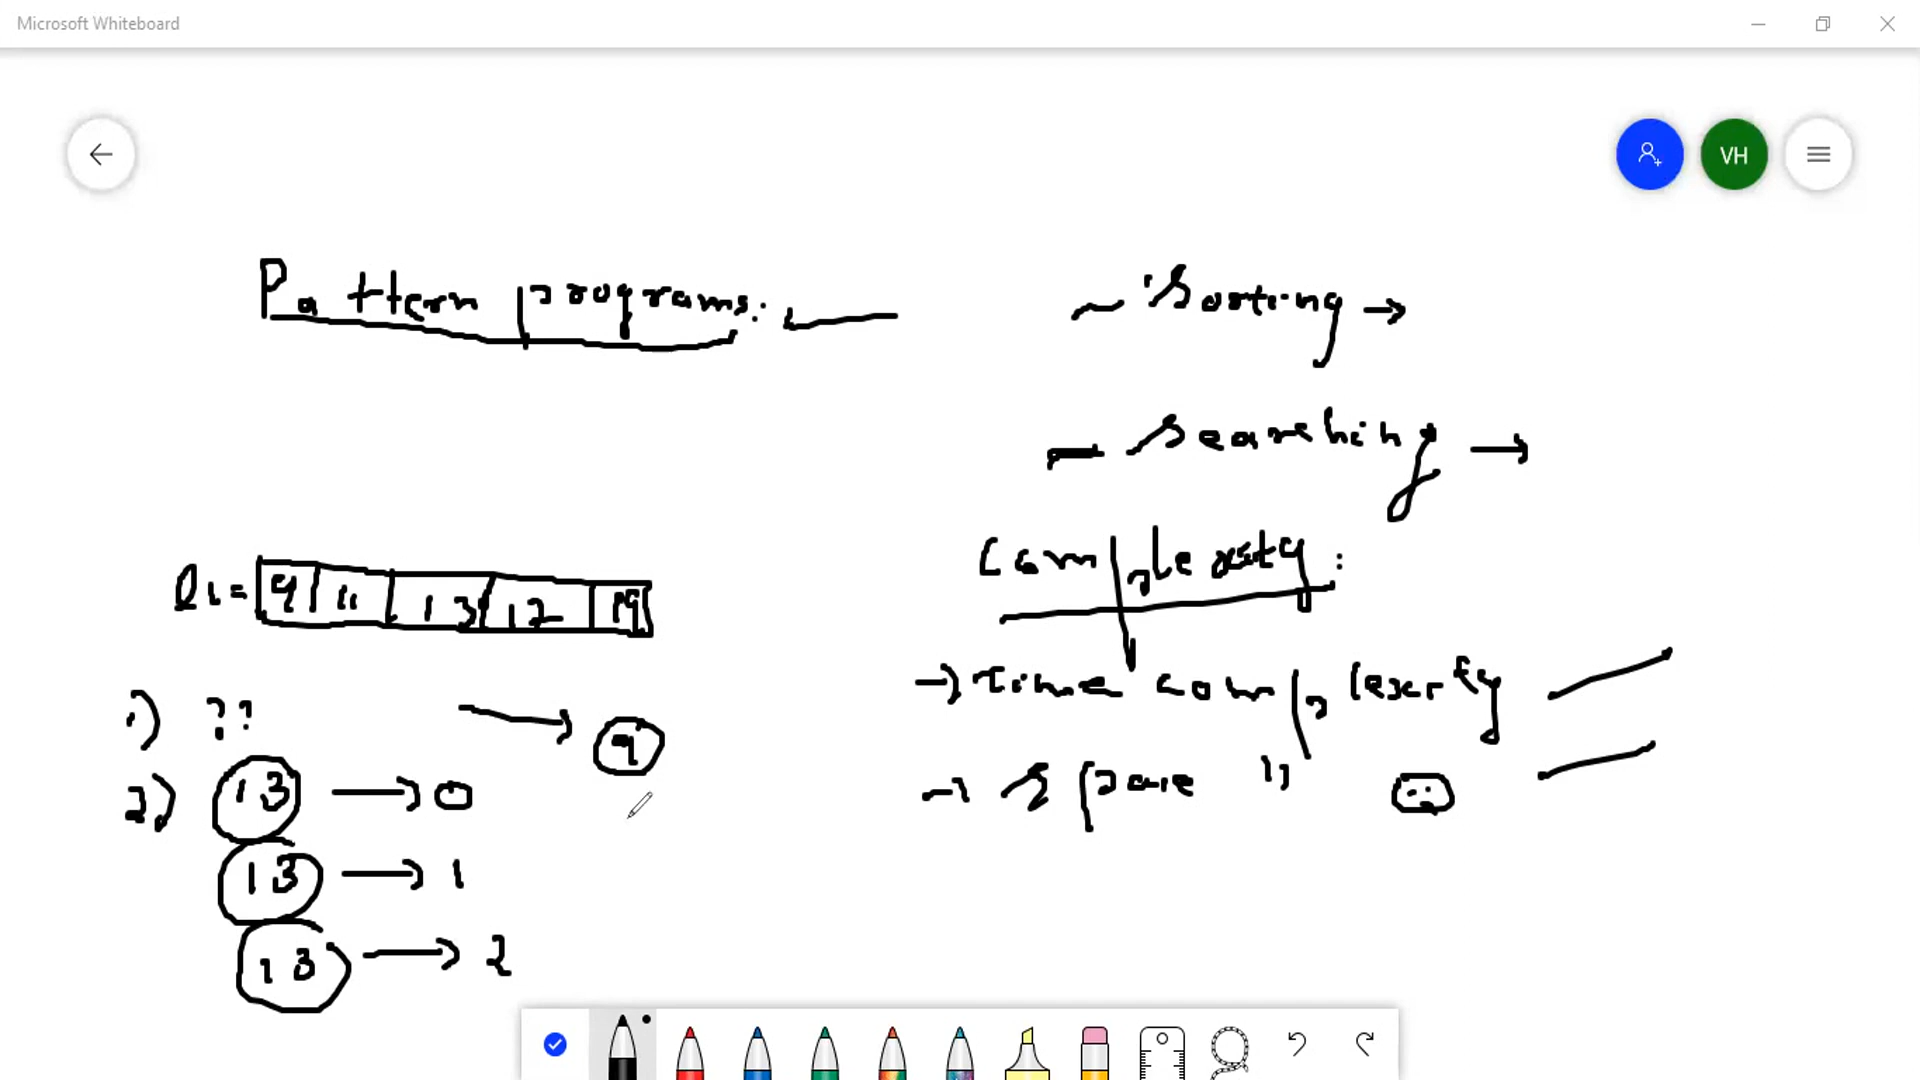 Microsoft Whiteboard
VH
Pattern programs:
Sorting →
Searching →
l1 = 9 11 13 12 19
Complexity:
→ Time complexity
→ Space "
1) ??
→ 9
2) 13 → 0
13 → 1
13 → 2